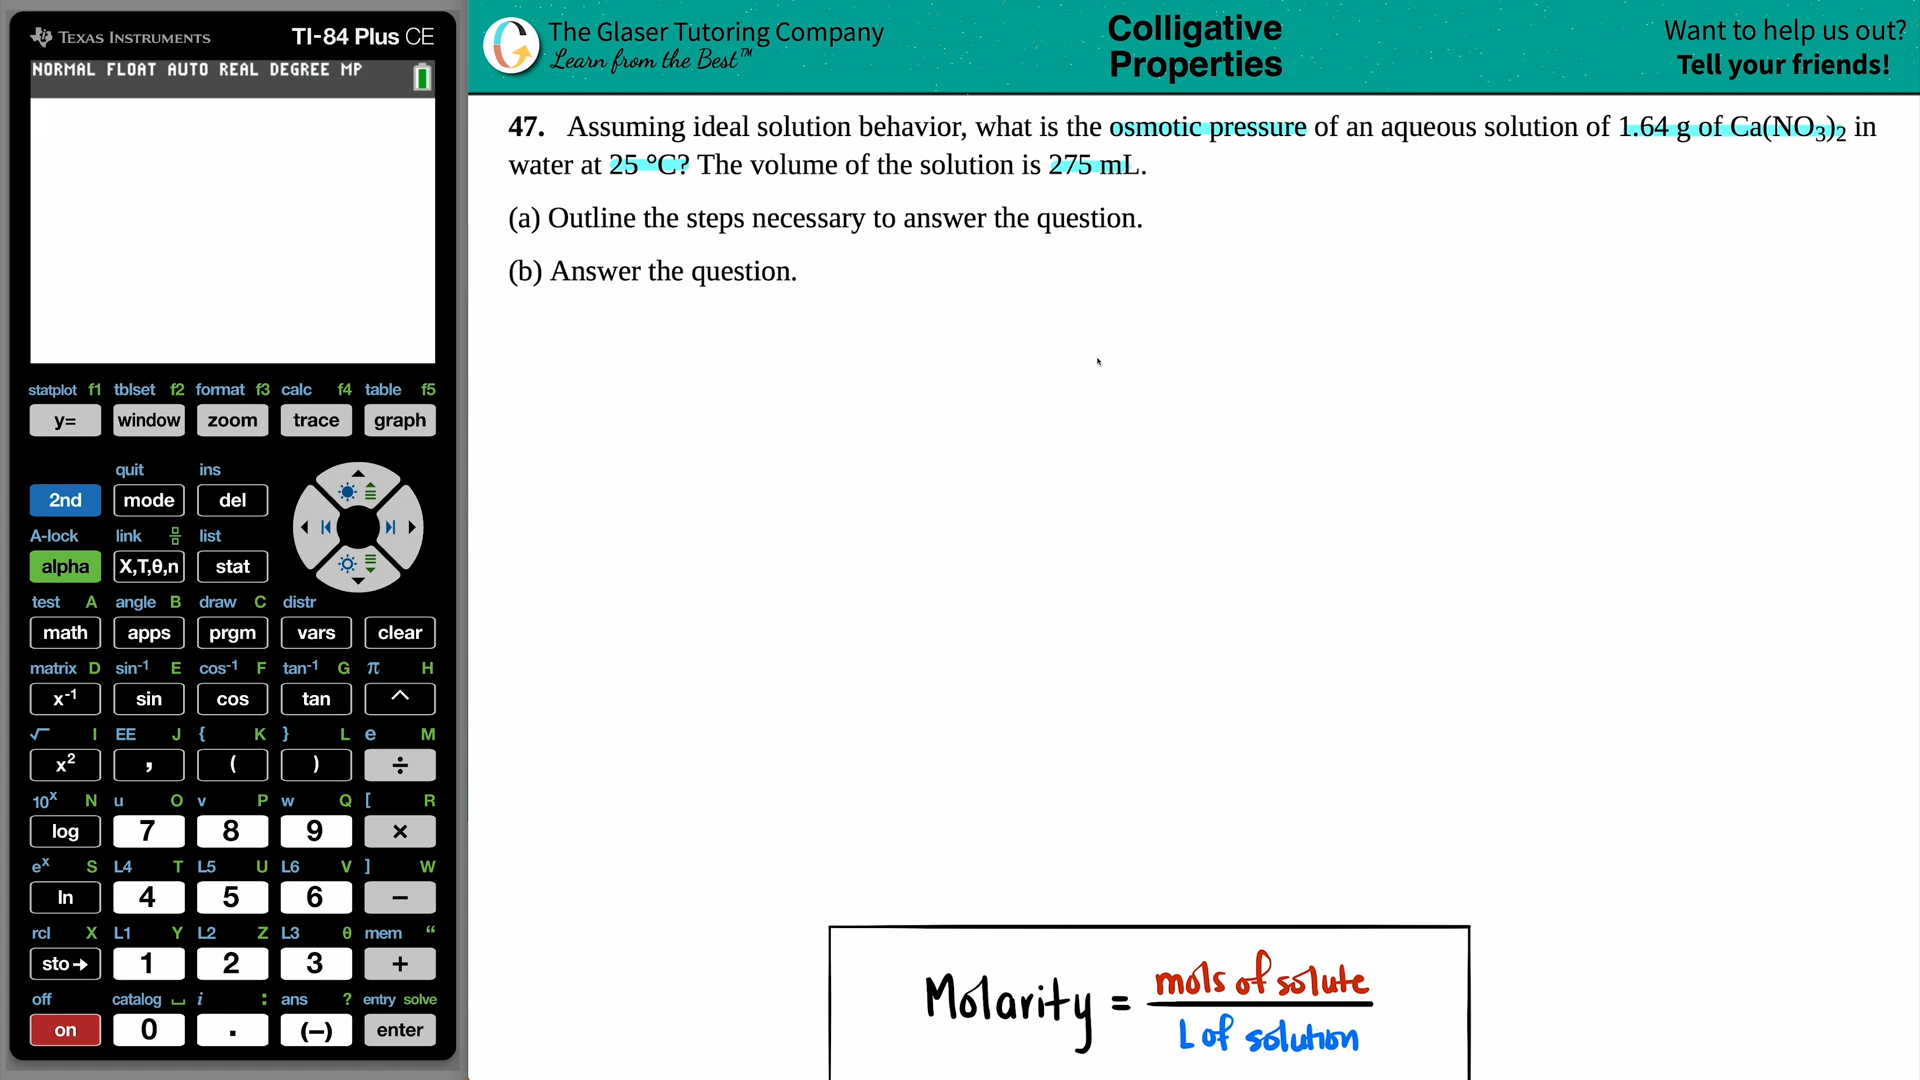 TEXAS INSTRUMENTS TI-84 Plus CE
NORMAL FLOAT AUTO REAL DEGREE MP
statplot f1 tblset f2 format f3 calc f4 table f5
y= window zoom trace graph
quit ins
2nd mode del
A-lock link list
alpha X,T,θ,n stat
test A angle B draw C distr
math apps prgm vars clear
matrix D sin⁻¹ E cos⁻¹ F tan⁻¹ G π H
x⁻¹ sin cos tan ^
√ I EE J { K } L e M
x² , ( ) ÷
10ˣ N u O v P w Q [ R
log 7 8 9 ×
eˣ S L4 T L5 U L6 V ] W
ln 4 5 6 −
rcl X L1 Y L2 Z L3 θ mem “
sto→ 1 2 3 +
off catalog ⎵ i : ans ? entry solve
on 0 . (−) enter
The Glaser Tutoring Company
Learn from the Best™
Colligative
Properties
Want to help us out?
Tell your friends!
47. Assuming ideal solution behavior, what is the osmotic pressure of an aqueous solution of 1.64 g of Ca(NO₃)₂ in
water at 25 °C? The volume of the solution is 275 mL.
(a) Outline the steps necessary to answer the question.
(b) Answer the question.
Molarity = mols of solute
L of solution